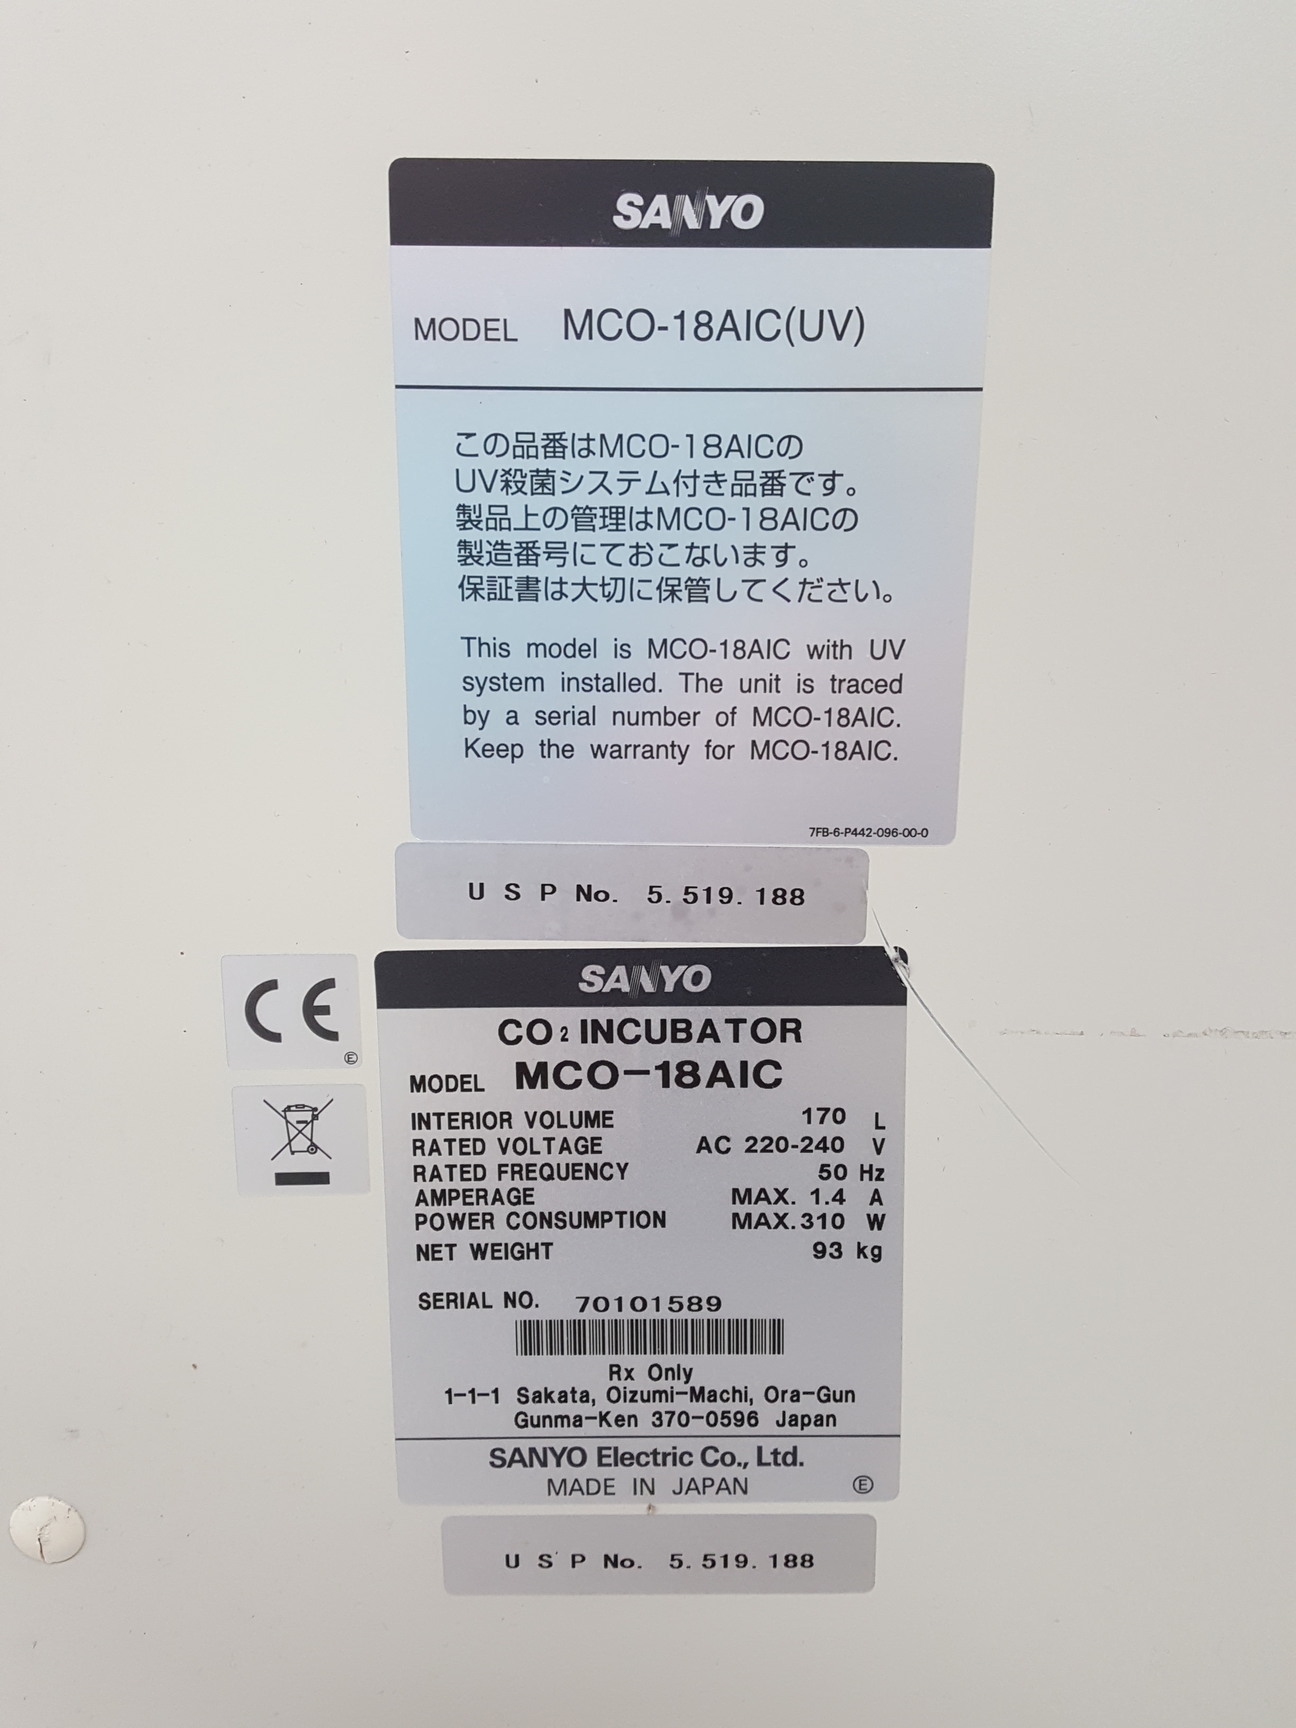 SANYO
MODEL MCO-18AIC(UV)
この品番はMCO-18AICの
UV殺菌システム付き品番です。
製品上の管理はMCO-18AICの
製造番号にておこないます。
保証書は大切に保管してください。
This model is MCO-18AIC with UV
system installed. The unit is traced
by a serial number of MCO-18AIC.
Keep the warranty for MCO-18AIC.
7FB-6-P442-096-00-0
U S P No. 5. 519. 188
CE
Ⓔ
SANYO
CO₂ INCUBATOR
MODEL MCO-18AIC
INTERIOR VOLUME 170 L
RATED VOLTAGE AC 220-240 V
RATED FREQUENCY 50 Hz
AMPERAGE MAX. 1.4 A
POWER CONSUMPTION MAX. 310 W
NET WEIGHT 93 kg
SERIAL NO. 70101589
Rx Only
1-1-1 Sakata, Oizumi-Machi, Ora-Gun
Gunma-Ken 370-0596 Japan
SANYO Electric Co., Ltd.
MADE IN JAPAN Ⓔ
U S P No. 5. 519. 188